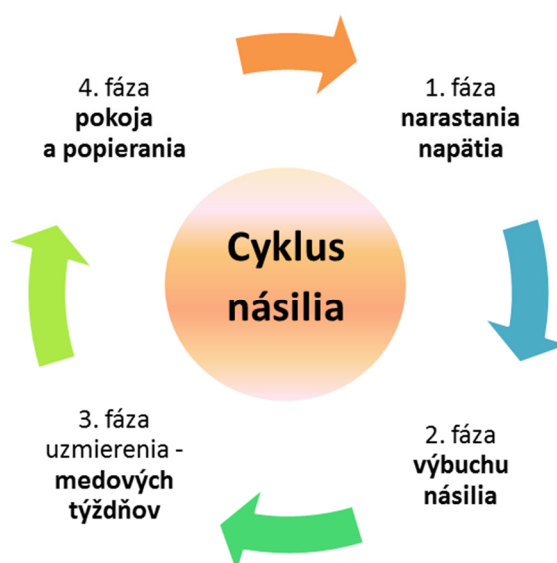 4. fáza
pokoja
a popierania
1. fáza
narastania
napätia
Cyklus
násilia
3. fáza
uzmierenia -
medových
týždňov
2. fáza
výbuchu
násilia